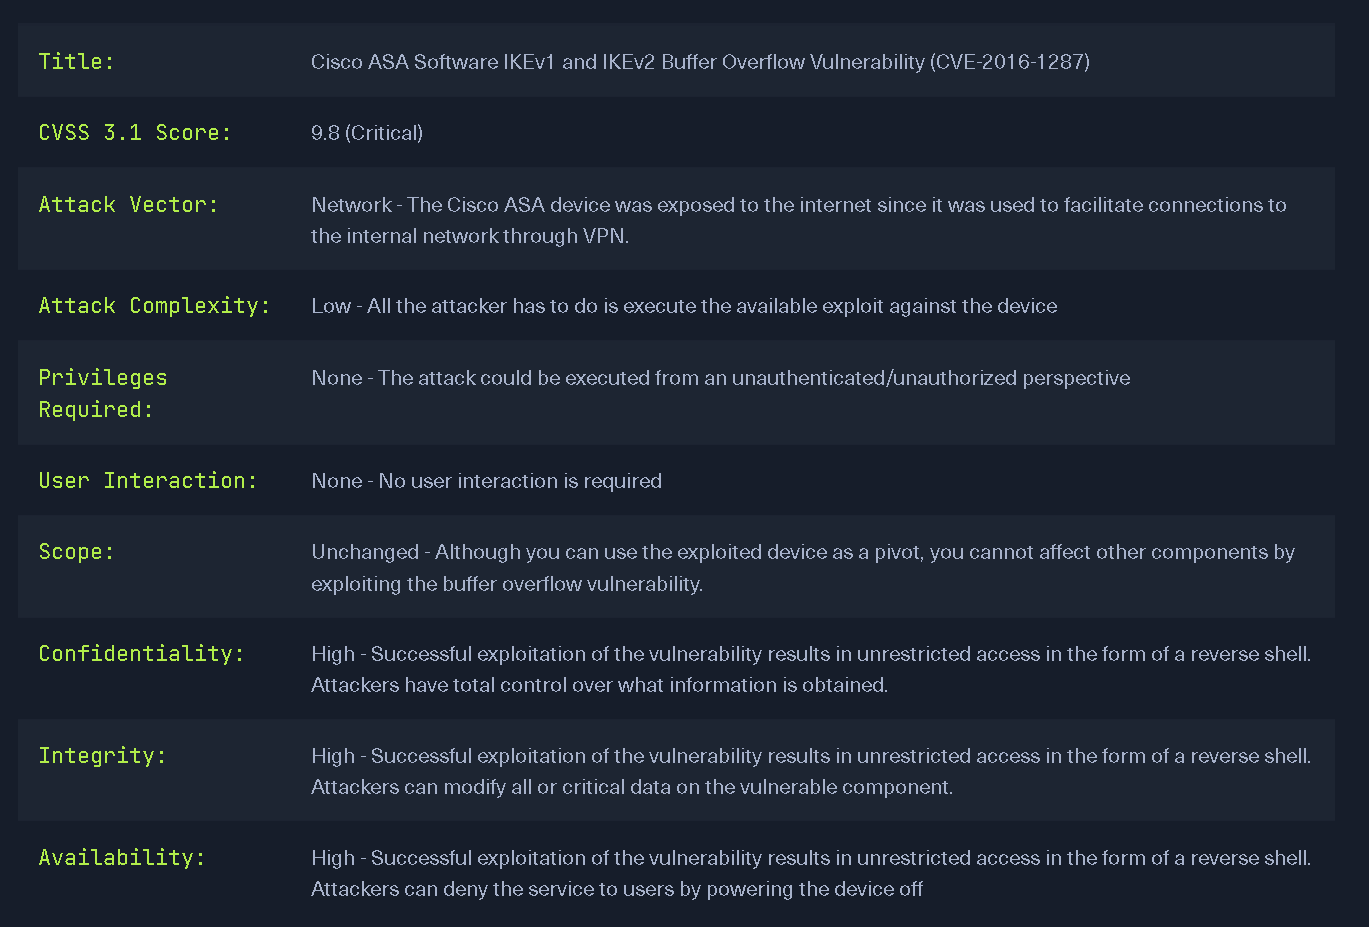 Title: Cisco ASA Software IKEv1 and IKEv2 Buffer Overflow Vulnerability (CVE-2016-1287)
CVSS 3.1 Score: 9.8 (Critical)
Attack Vector: Network - The Cisco ASA device was exposed to the internet since it was used to facilitate connections to
the internal network through VPN.
Attack Complexity: Low - All the attacker has to do is execute the available exploit against the device
Privileges None - The attack could be executed from an unauthenticated/unauthorized perspective
Required:
User Interaction: None - No user interaction is required
Scope: Unchanged - Although you can use the exploited device as a pivot, you cannot affect other components by
exploiting the buffer overflow vulnerability.
Confidentiality: High - Successful exploitation of the vulnerability results in unrestricted access in the form of a reverse shell.
Attackers have total control over what information is obtained.
Integrity: High - Successful exploitation of the vulnerability results in unrestricted access in the form of a reverse shell.
Attackers can modify all or critical data on the vulnerable component.
Availability: High - Successful exploitation of the vulnerability results in unrestricted access in the form of a reverse shell.
Attackers can deny the service to users by powering the device off